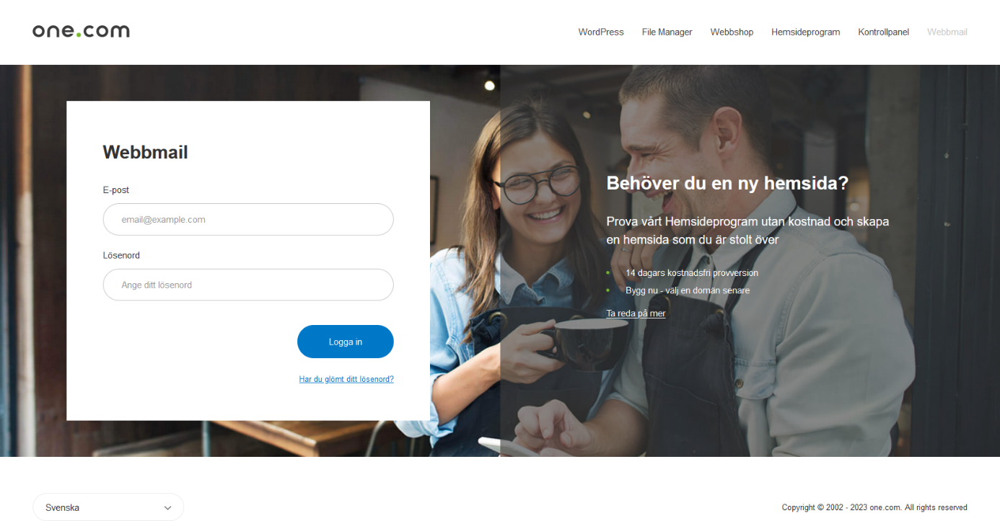 one.com
WordPress File Manager Webbshop Hemsideprogram Kontrollpanel Webbmail
Webbmail
E-post
email@example.com
Lösenord
Ange ditt lösenord
Logga in
Har du glömt ditt lösenord?
Behöver du en ny hemsida?
Prova vårt Hemsideprogram utan kostnad och skapa
en hemsida som du är stolt över
14 dagars kostnadsfri provversion
Bygg nu - välj en domän senare
Ta reda på mer
Svenska
Copyright © 2002 - 2023 one.com. All rights reserved